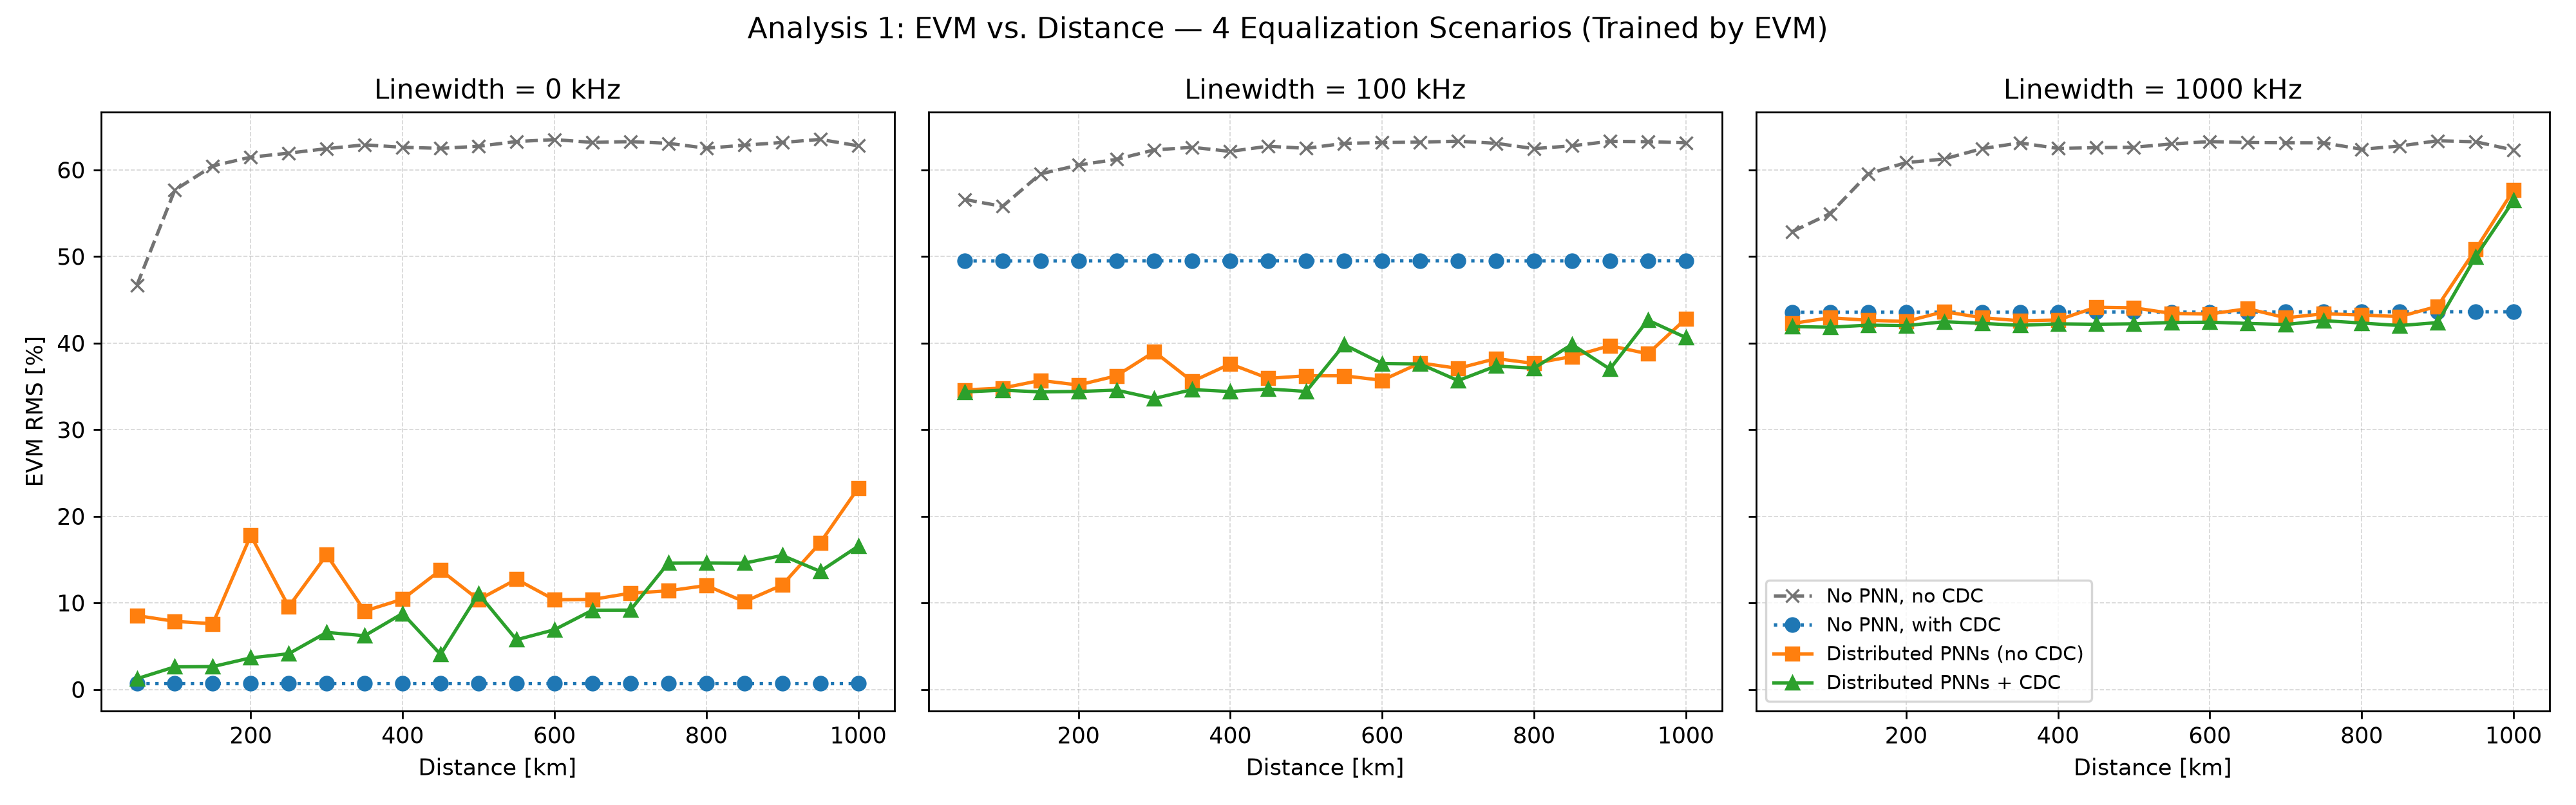 Analysis 1: EVM vs. Distance — 4 Equalization Scenarios (Trained by EVM)
Linewidth = 0 kHz
Linewidth = 100 kHz
Linewidth = 1000 kHz
EVM RMS [%]
60
50
40
30
20
10
0
200 400 600 800 1000
200 400 600 800 1000
200 400 600 800 1000
Distance [km]
Distance [km]
Distance [km]
No PNN, no CDC
No PNN, with CDC
Distributed PNNs (no CDC)
Distributed PNNs + CDC